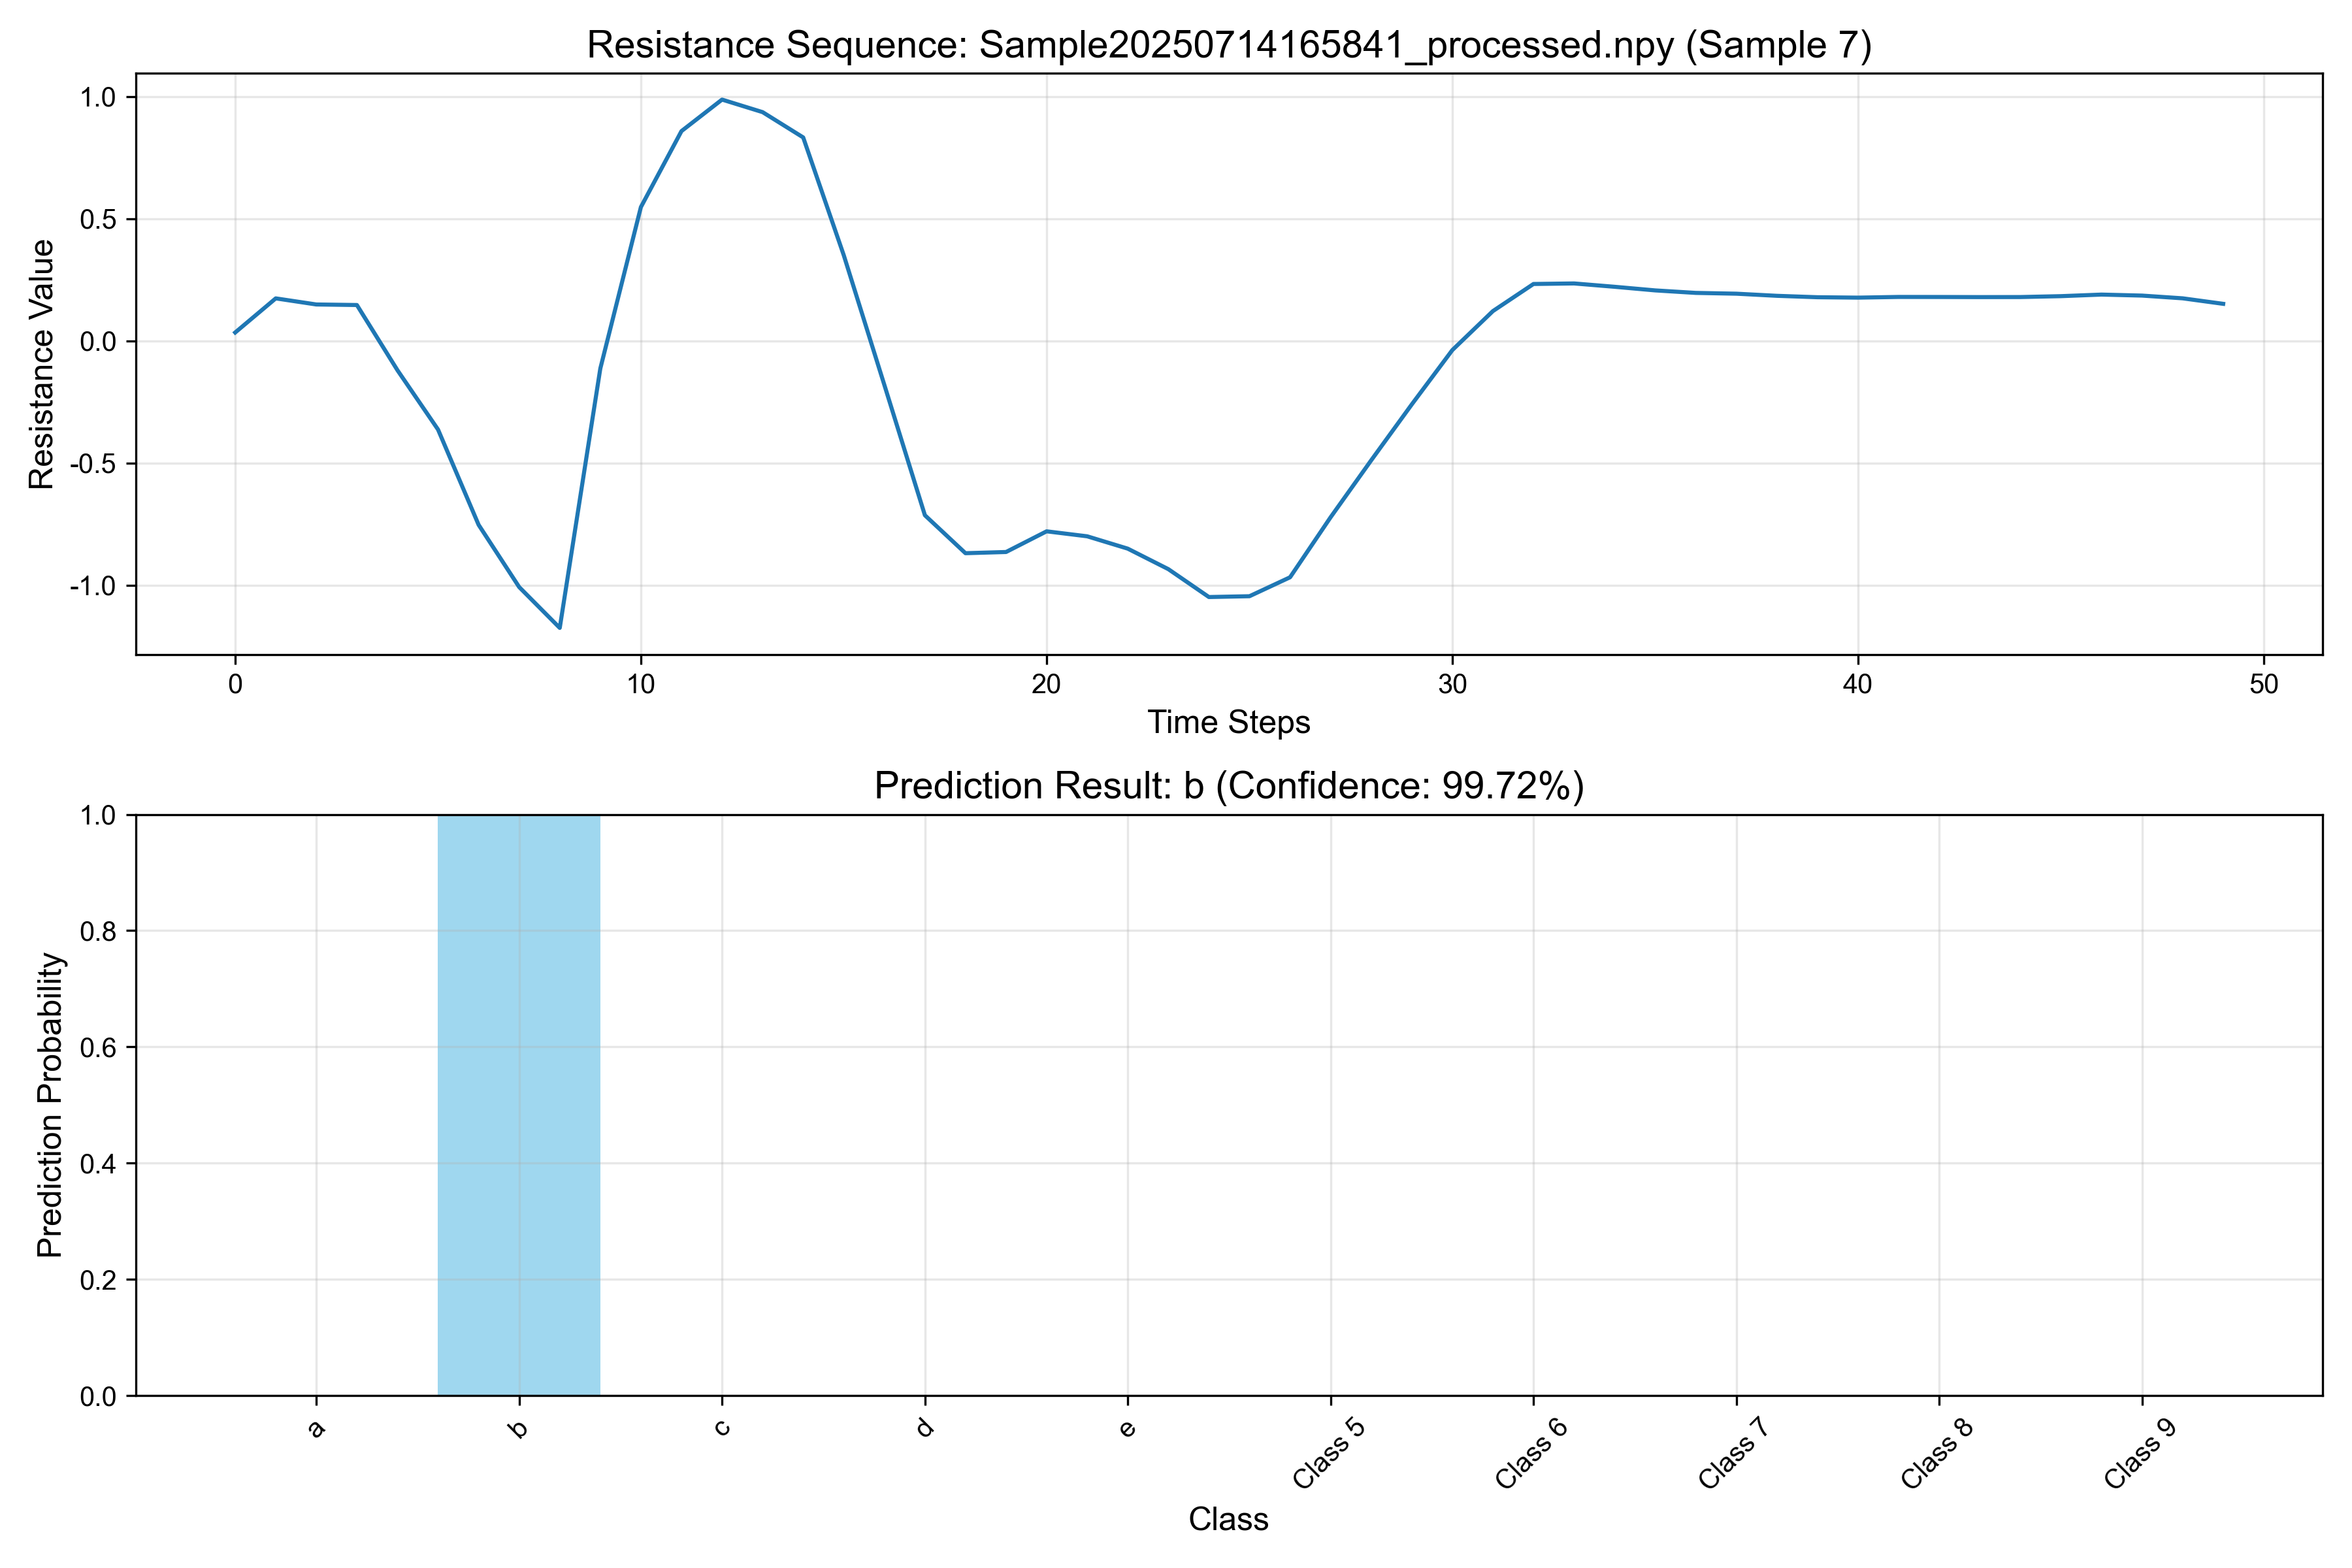 Resistance Sequence: Sample20250714165841_processed.npy (Sample 7)
Resistance Value
1.0
0.5
0.0
-0.5
-1.0
0 10 20 30 40 50
Time Steps
Prediction Result: b (Confidence: 99.72%)
Prediction Probability
1.0
0.8
0.6
0.4
0.2
0.0
a b c d e Class 5 Class 6 Class 7 Class 8 Class 9
Class